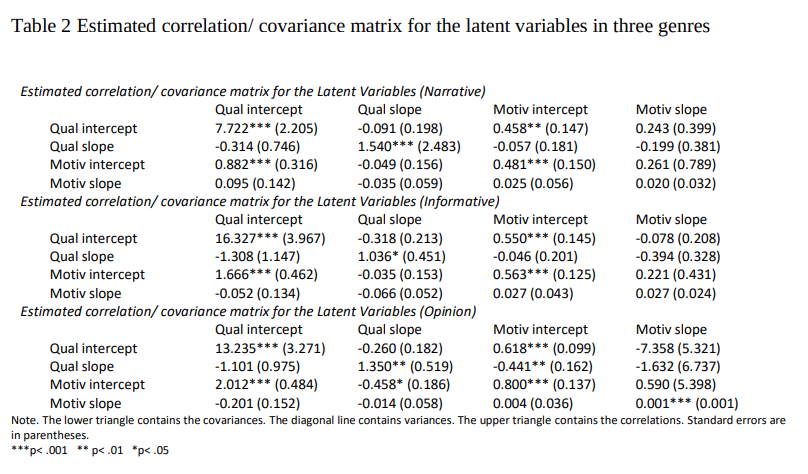 Table 2 Estimated correlation/ covariance matrix for the latent variables in three genres
Estimated correlation/ covariance matrix for the Latent Variables (Narrative)
Qual intercept Qual slope Motiv intercept Motiv slope
Qual intercept 7.722*** (2.205) -0.091 (0.198) 0.458** (0.147) 0.243 (0.399)
Qual slope -0.314 (0.746) 1.540*** (2.483) -0.057 (0.181) -0.199 (0.381)
Motiv intercept 0.882*** (0.316) -0.049 (0.156) 0.481*** (0.150) 0.261 (0.789)
Motiv slope 0.095 (0.142) -0.035 (0.059) 0.025 (0.056) 0.020 (0.032)
Estimated correlation/ covariance matrix for the Latent Variables (Informative)
Qual intercept Qual slope Motiv intercept Motiv slope
Qual intercept 16.327*** (3.967) -0.318 (0.213) 0.550*** (0.145) -0.078 (0.208)
Qual slope -1.308 (1.147) 1.036* (0.451) -0.046 (0.201) -0.394 (0.328)
Motiv intercept 1.666*** (0.462) -0.035 (0.153) 0.563*** (0.125) 0.221 (0.431)
Motiv slope -0.052 (0.134) -0.066 (0.052) 0.027 (0.043) 0.027 (0.024)
Estimated correlation/ covariance matrix for the Latent Variables (Opinion)
Qual intercept Qual slope Motiv intercept Motiv slope
Qual intercept 13.235*** (3.271) -0.260 (0.182) 0.618*** (0.099) -7.358 (5.321)
Qual slope -1.101 (0.975) 1.350** (0.519) -0.441** (0.162) -1.632 (6.737)
Motiv intercept 2.012*** (0.484) -0.458* (0.186) 0.800*** (0.137) 0.590 (5.398)
Motiv slope -0.201 (0.152) -0.014 (0.058) 0.004 (0.036) 0.001*** (0.001)
Note. The lower triangle contains the covariances. The diagonal line contains variances. The upper triangle contains the correlations. Standard errors are
in parentheses.
***p< .001 ** p< .01 *p< .05